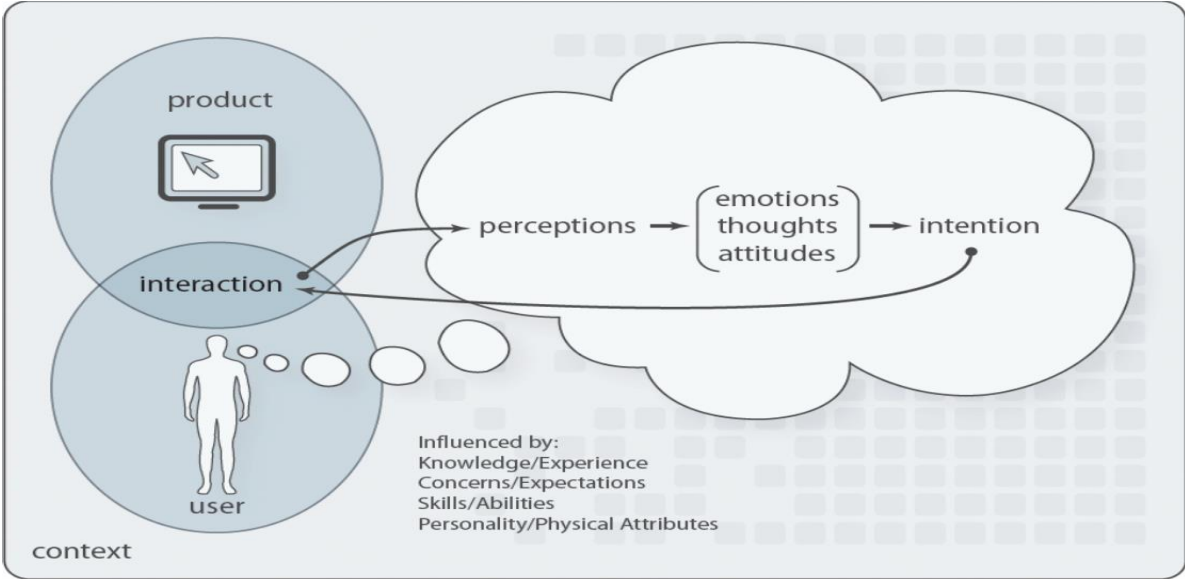 product
interaction
user
context
perceptions
emotions
thoughts
attitudes
intention
Influenced by:
Knowledge/Experience
Concerns/Expectations
Skills/Abilities
Personality/Physical Attributes